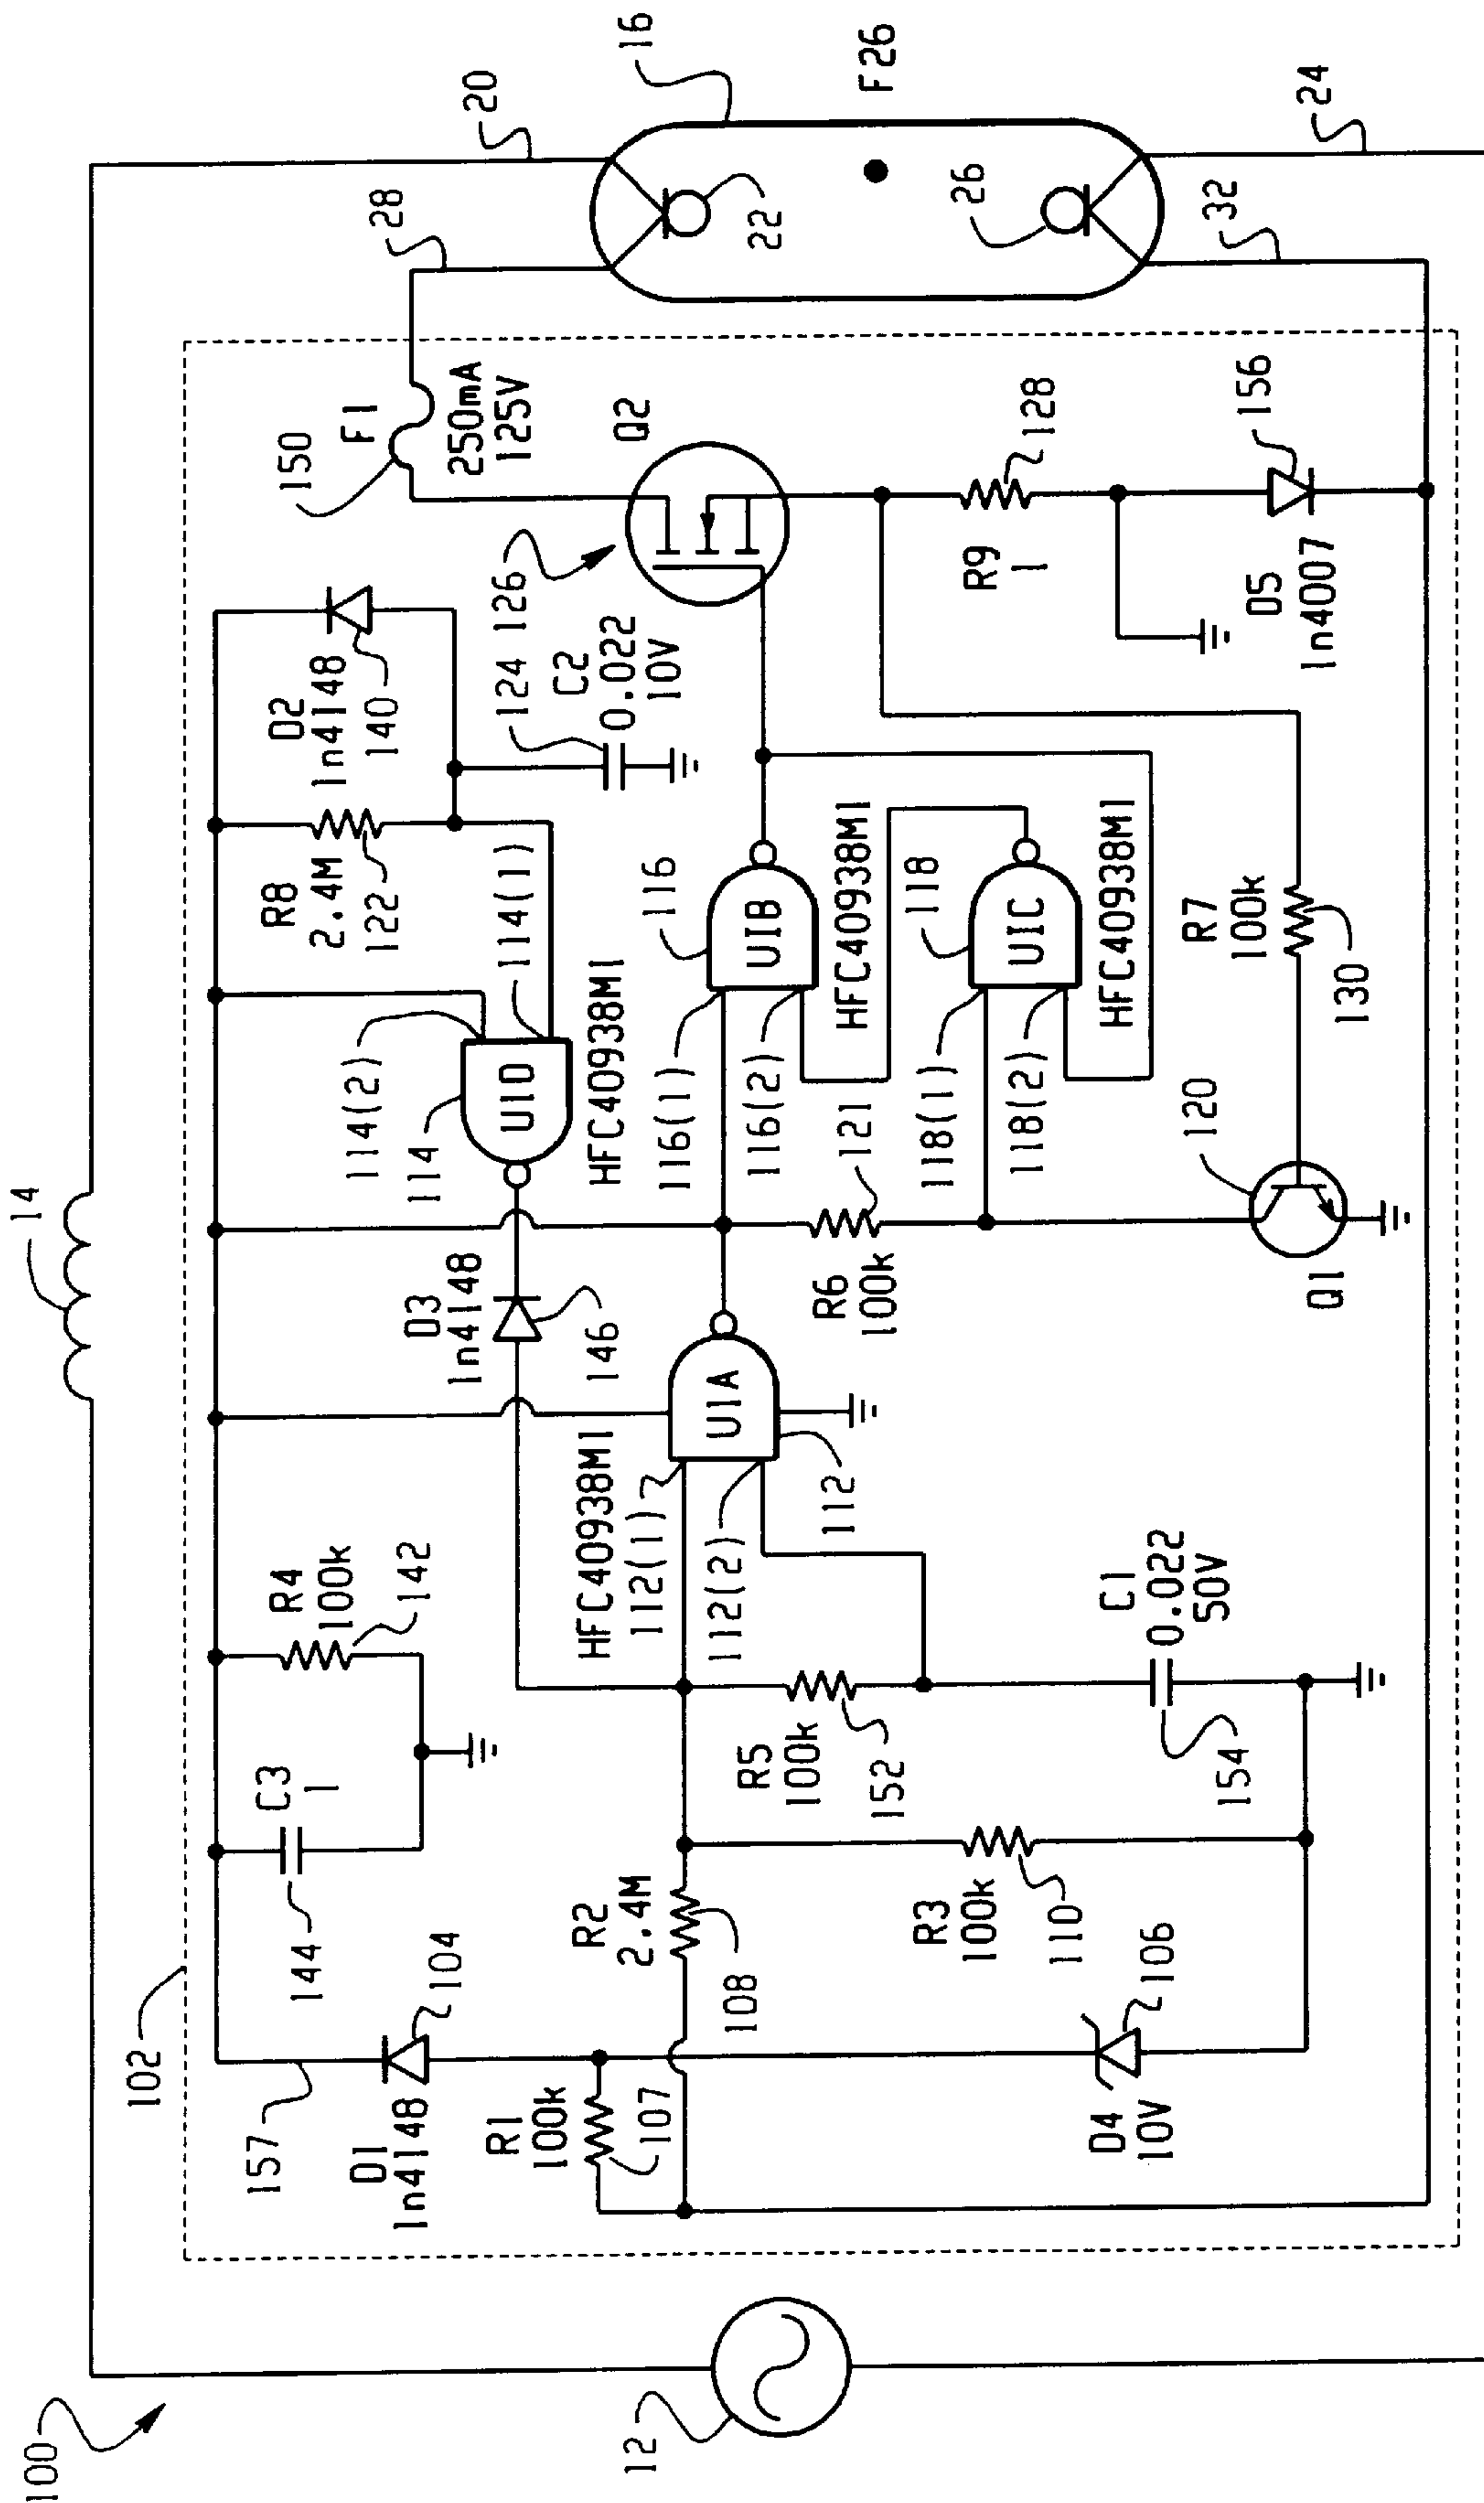 100
14
12
102
157
D1
1n4148
104
R1
100k
107
144
C3
1
R4
100k
142
R2
2.4M
108
R3
100k
110
D4
10V
106
R5
100k
152
C1
0.022
50V
154
HFC40938M1
112(1)
112(2)
U1A
112
D3
1n4148
146
114(2)
114
U1D
114(1)
HFC40938M1
R8
2.4M
122
D2
1n4148
140
124
C2
0.022
10V
116(1)
116(2)
116
U1B
HFC40938M1
R6
100k
121
118(1)
118(2)
118
U1C
HFC40938M1
Q1
120
R7
100k
130
150
F1
250mA
125V
126
Q2
R9
1
128
D5
1n4007
156
28
20
16
22
F26
26
32
24